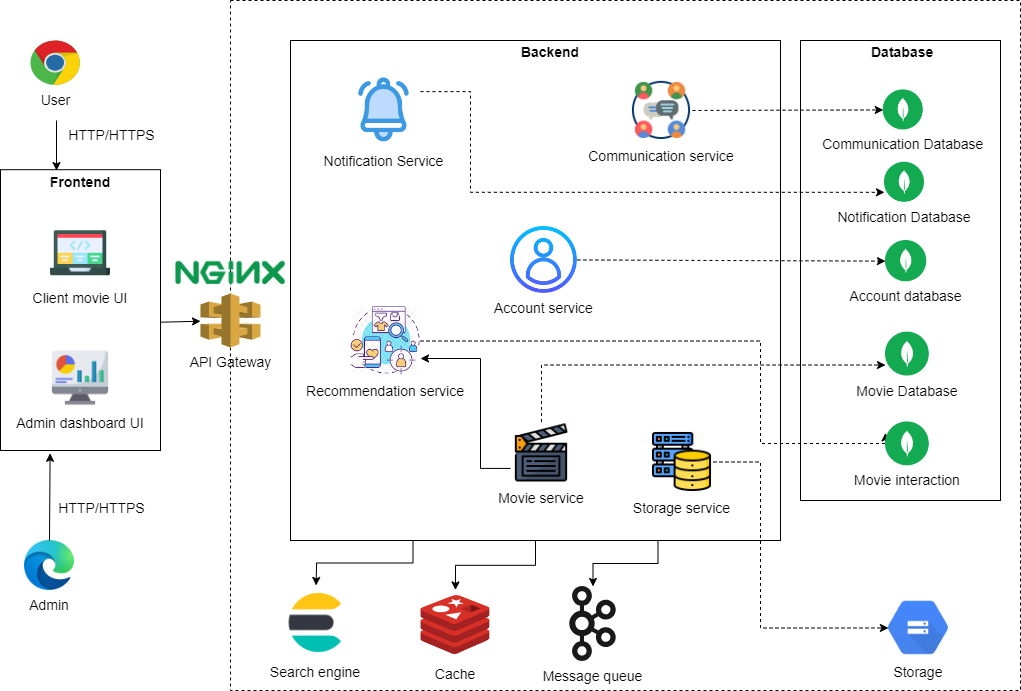 User
HTTP/HTTPS
Frontend
Client movie UI
Admin dashboard UI
HTTP/HTTPS
Admin
NGINX
API Gateway
Backend
Notification Service
Communication service
Account service
Recommendation service
Movie service
Storage service
Database
Communication Database
Notification Database
Account database
Movie Database
Movie interaction
Search engine
Cache
Message queue
Storage